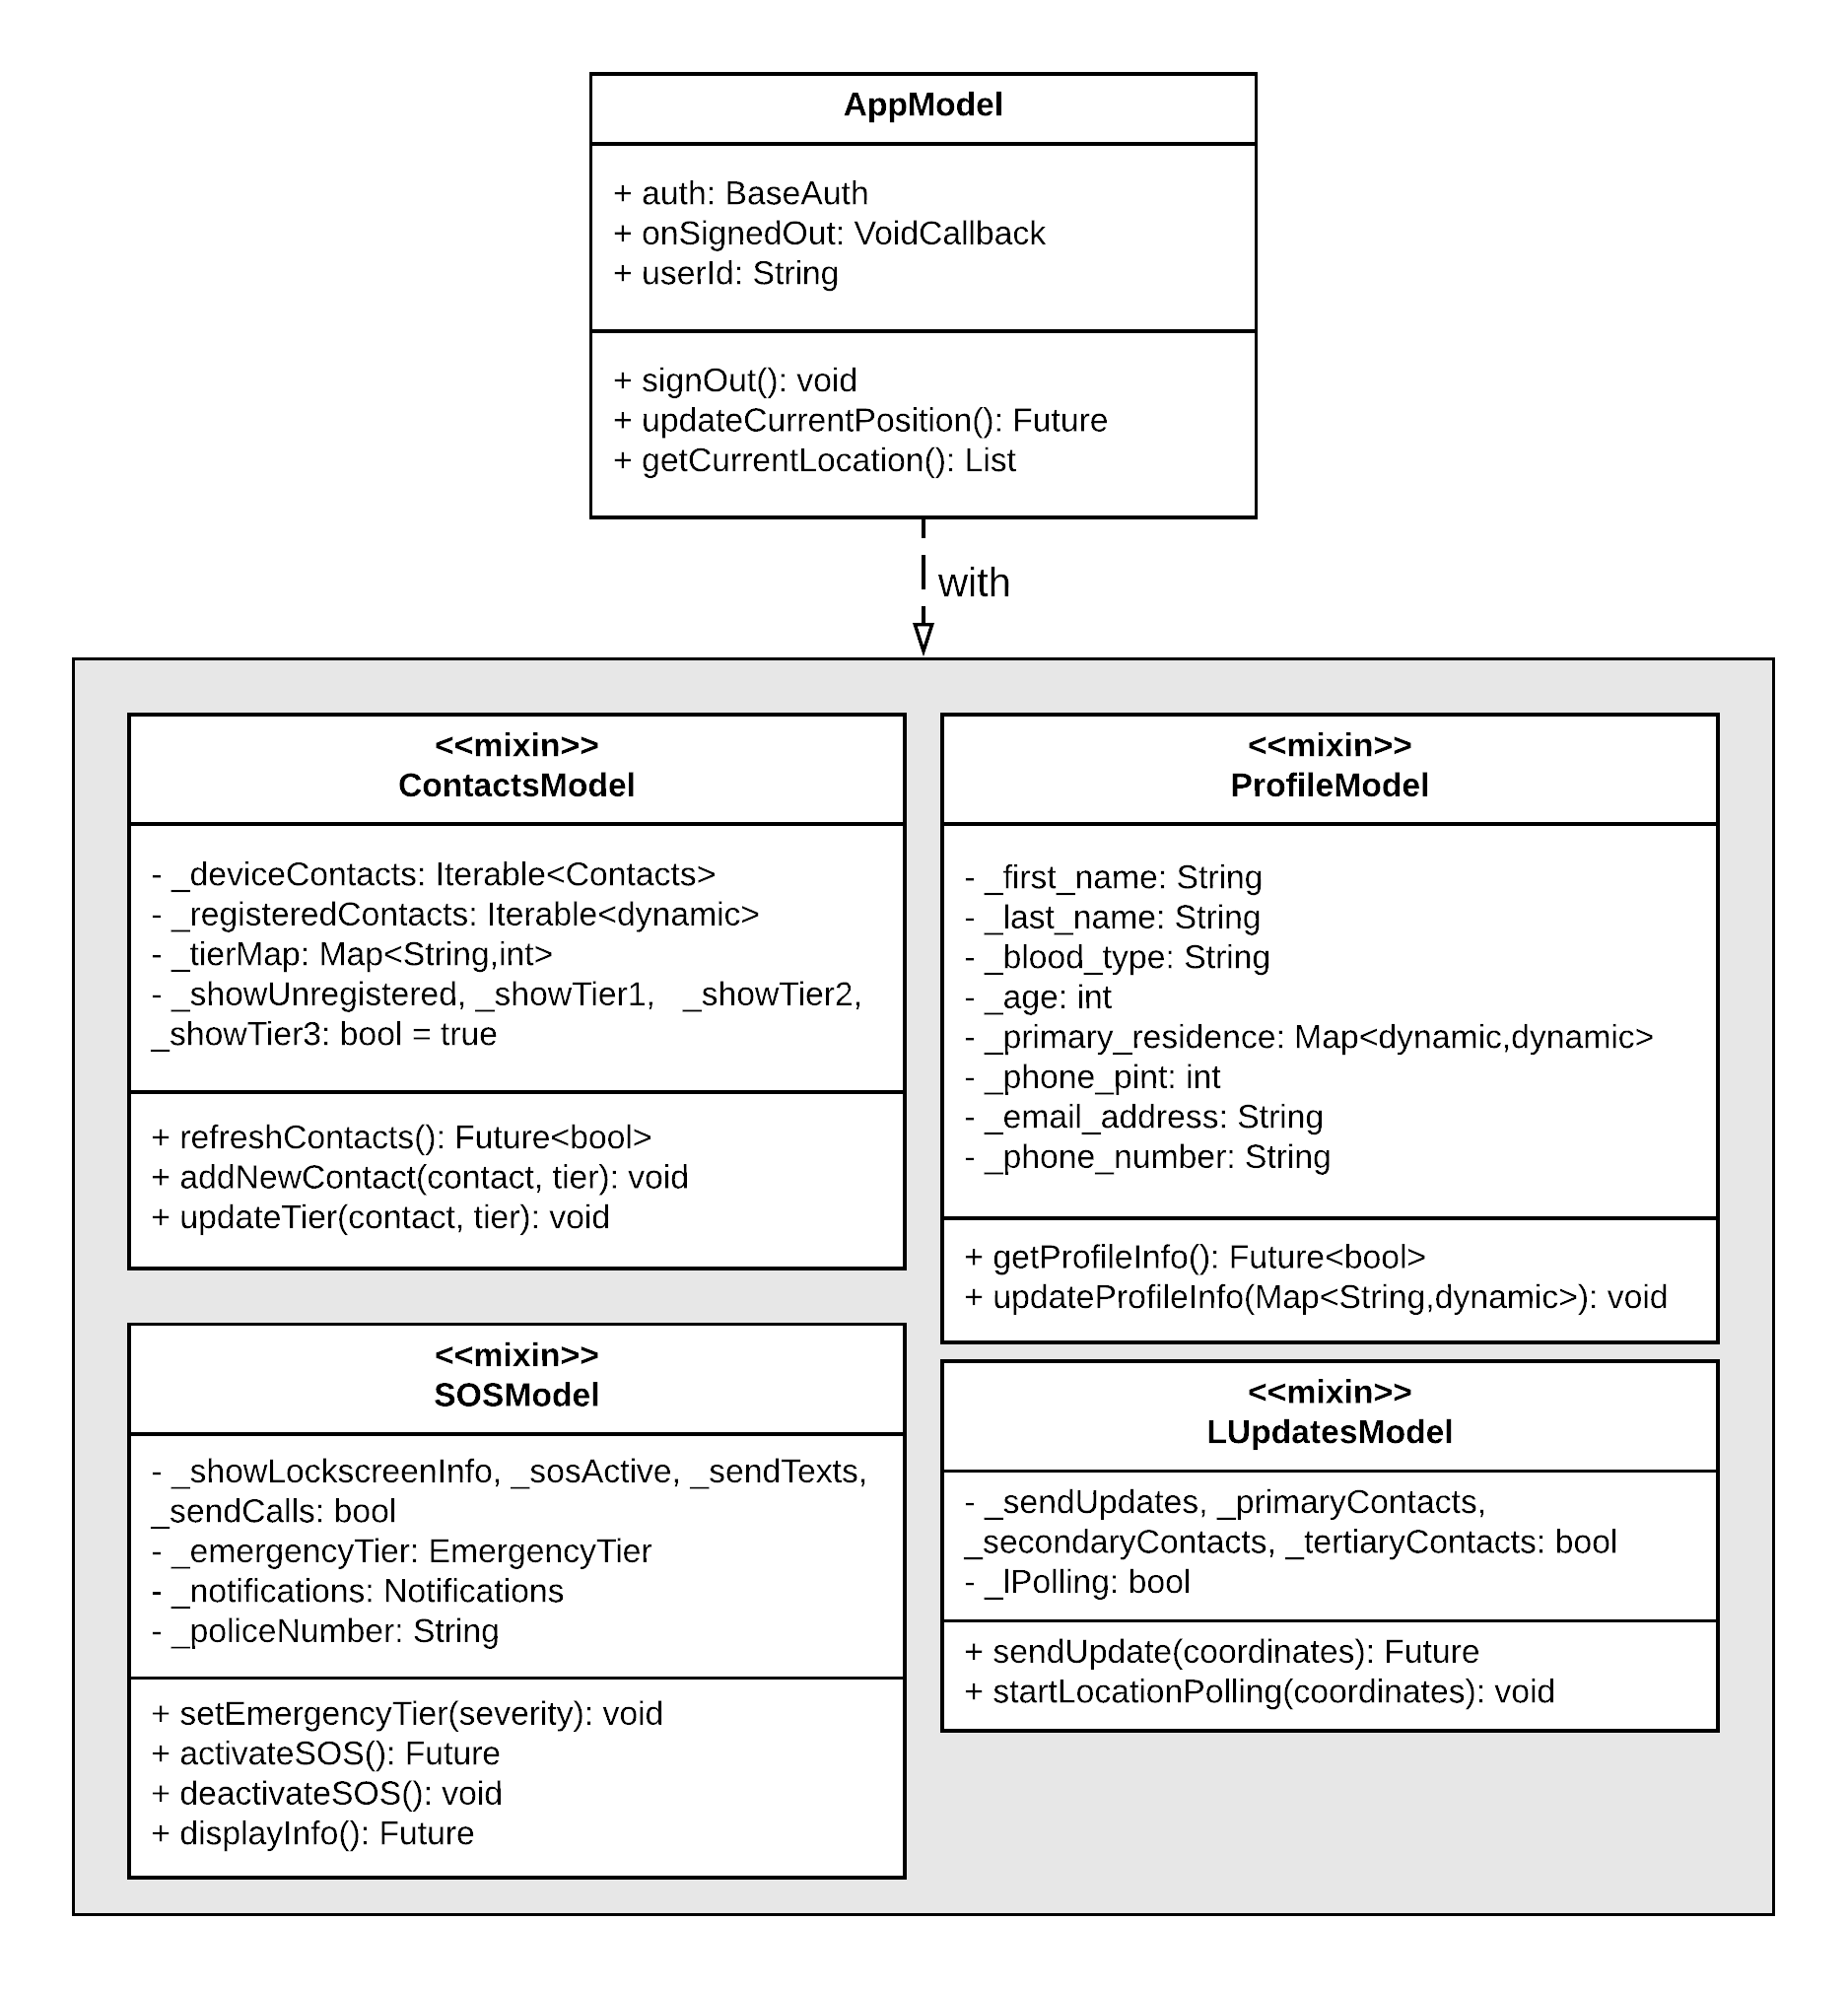 AppModel
+ auth: BaseAuth
+ onSignedOut: VoidCallback
+ userId: String
+ signOut(): void
+ updateCurrentPosition(): Future
+ getCurrentLocation(): List
with
<<mixin>>
ContactsModel
- _deviceContacts: Iterable<Contacts>
- _registeredContacts: Iterable<dynamic>
- _tierMap: Map<String,int>
- _showUnregistered, _showTier1, _showTier2,
_showTier3: bool = true
+ refreshContacts(): Future<bool>
+ addNewContact(contact, tier): void
+ updateTier(contact, tier): void
<<mixin>>
ProfileModel
- _first_name: String
- _last_name: String
- _blood_type: String
- _age: int
- _primary_residence: Map<dynamic,dynamic>
- _phone_pint: int
- _email_address: String
- _phone_number: String
+ getProfileInfo(): Future<bool>
+ updateProfileInfo(Map<String,dynamic>): void
<<mixin>>
SOSModel
- _showLockscreenInfo, _sosActive, _sendTexts,
_sendCalls: bool
- _emergencyTier: EmergencyTier
- _notifications: Notifications
- _policeNumber: String
+ setEmergencyTier(severity): void
+ activateSOS(): Future
+ deactivateSOS(): void
+ displayInfo(): Future
<<mixin>>
LUpdatesModel
- _sendUpdates, _primaryContacts,
_secondaryContacts, _tertiaryContacts: bool
- _lPolling: bool
+ sendUpdate(coordinates): Future
+ startLocationPolling(coordinates): void